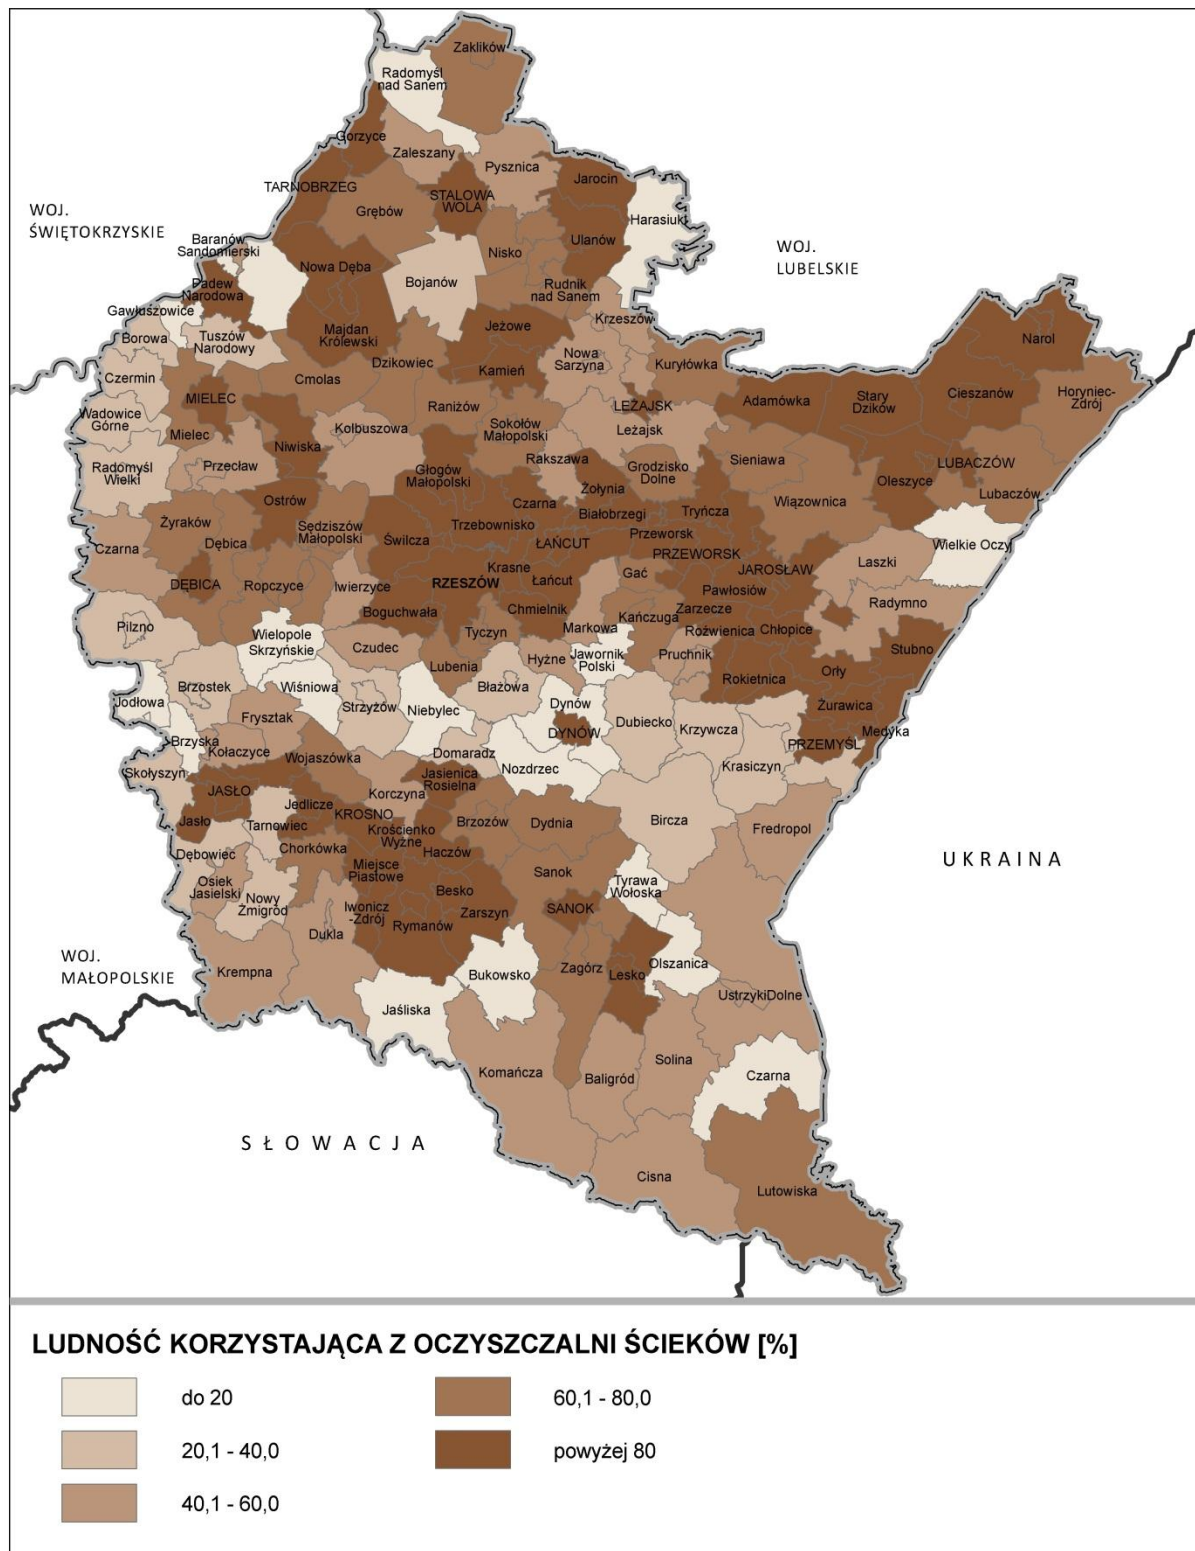 Zaklików
Radomyśl
nad Sanem
Gorzyce
Zaleszany
Pysznica
Jarocin
TARNOBRZEG
STALOWA
WOLA
WOJ.
ŚWIĘTOKRZYSKIE
Grębów
Harasiuki
Ulanów
Baranów
Sandomierski
Nisko
WOJ.
LUBELSKIE
Nowa Dęba
Bojanów
Padew
Narodowa
Rudnik
nad Sanem
Gawłuszowice
Krzeszów
Borowa
Tuszów
Narodowy
Majdan
Królewski
Jeżowe
Narol
Dzikowiec
Nowa
Sarzyna
Kuryłówka
Czermin
Cmolas
Kamień
Horyniec-
Zdrój
MIELEC
Adamówka
Stary
Dzików
Cieszanów
Wadowice
Górne
Raniżów
LEŻAJSK
Mielec
Kolbuszowa
Sokołów
Małopolski
Leżajsk
Niwiska
Radomyśl
Wielki
Przecław
Rakszawa
Sieniawa
LUBACZÓW
Głogów
Małopolski
Grodzisko
Dolne
Oleszyce
Lubaczów
Ostrów
Czarna
Żołynia
Wiązownica
Żyraków
Sędziszów
Małopolski
Trzebownisko
Białobrzegi
Tryńcza
Czarna
Dębica
Świlcza
ŁAŃCUT
Przeworsk
Wielkie Oczy
PRZEWORSK
Krasne
JAROSŁAW
Laszki
DĘBICA
Ropczyce
Iwierzyce
RZESZÓW
Łańcut
Gać
Pawłosiów
Boguchwała
Chmielnik
Kańczuga
Zarzecze
Radymno
Pilzno
Tyczyn
Markowa
Roźwienica
Chłopice
Wielopole
Skrzyńskie
Czudec
Stubno
Lubenia
Hyżne
Jawornik
Polski
Pruchnik
Rokietnica
Orły
Brzostek
Wiśniowa
Błażowa
Jodłowa
Strzyżów
Niebylec
Dynów
Żurawica
Frysztak
Dubiecko
Krzywcza
DYNÓW
Medyka
Brzyska
Kołaczyce
PRZEMYŚL
Wojaszówka
Domaradz
Nozdrzec
Krasiczyn
Skołyszyn
Jasienica
Rosielna
JASŁO
Korczyna
Jedlicze
Jasło
KROSNO
Brzozów
Dydnia
Bircza
Tarnowiec
Krościenko
Wyżne
Fredropol
Chorkówka
Haczów
Dębowiec
Miejsce
Piastowe
Sanok
UKRAINA
Osiek
Jasielski
Besko
Tyrawa
Wołoska
Nowy
Żmigród
Iwonicz
-Zdrój
Zarszyn
SANOK
Rymanów
Dukla
WOJ.
MAŁOPOLSKIE
Krempna
Bukowsko
Zagórz
Lesko
Olszanica
UstrzykiDolne
Jaśliska
Solina
Komańcza
Baligród
Czarna
SŁOWACJA
Cisna
Lutowiska
LUDNOŚĆ KORZYSTAJĄCA Z OCZYSZCZALNI ŚCIEKÓW [%]
do 20
60,1 - 80,0
20,1 - 40,0
powyżej 80
40,1 - 60,0